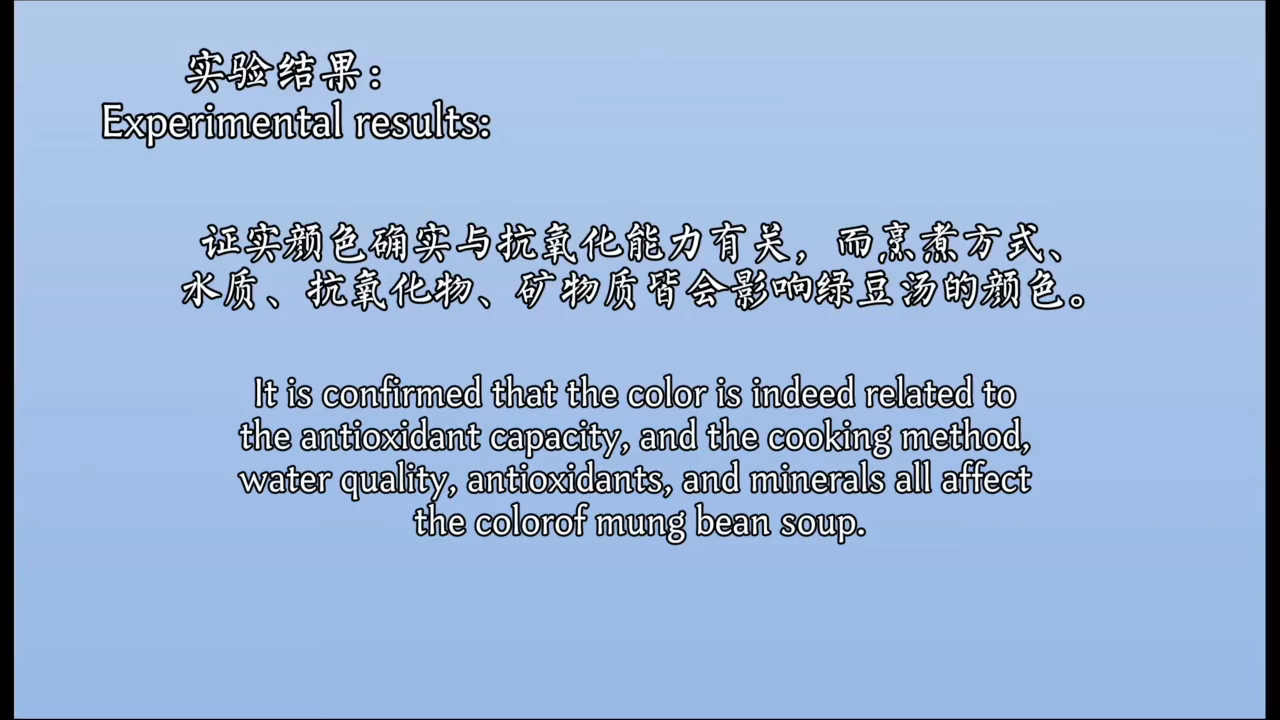 实验结果：
Experimental results:
证实颜色确实与抗氧化能力有关，而烹煮方式、
水质、抗氧化物、矿物质皆会影响绿豆汤的颜色。
It is confirmed that the color is indeed related to
the antioxidant capacity, and the cooking method,
water quality, antioxidants, and minerals all affect
the colorof mung bean soup.